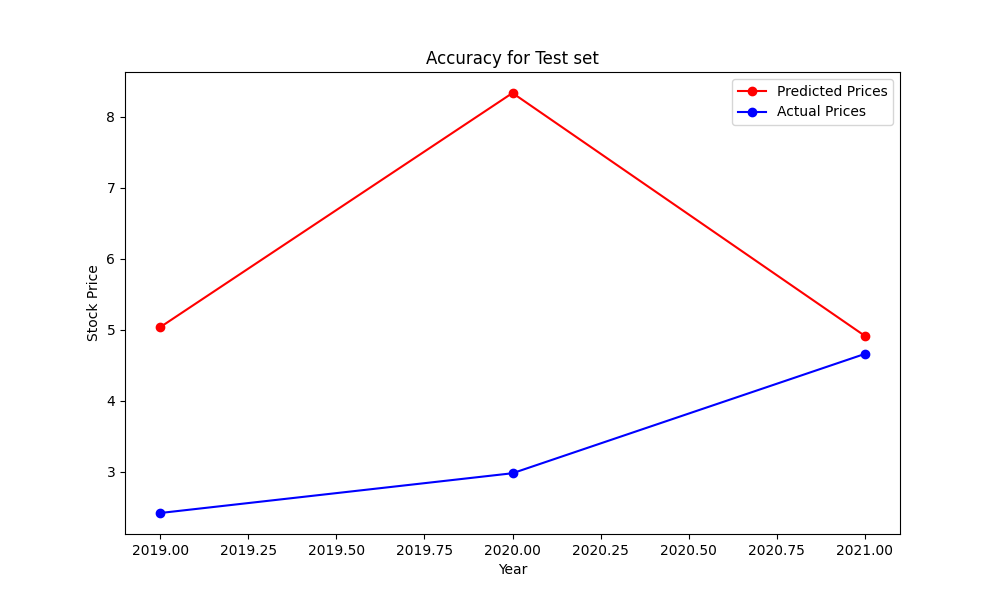 Accuracy for Test set
Predicted Prices
Actual Prices
8
7
6
5
4
3
Stock Price
2019.00 2019.25 2019.50 2019.75 2020.00 2020.25 2020.50 2020.75 2021.00
Year